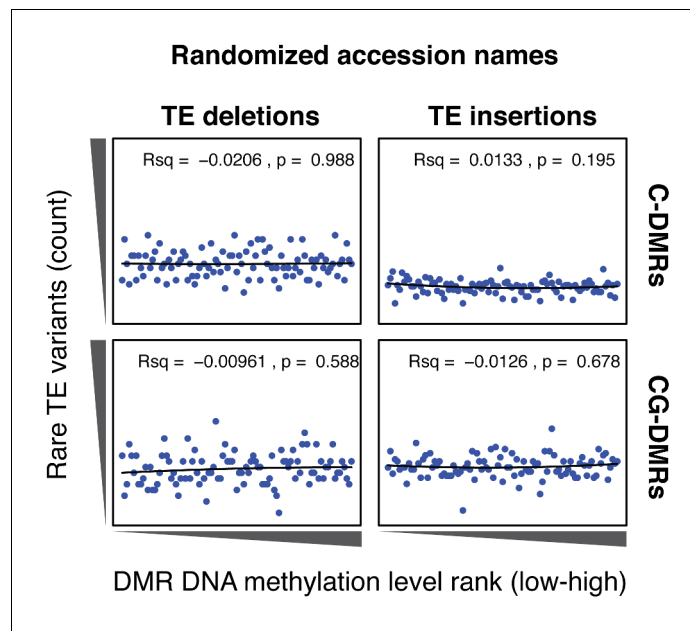 Randomized accession names
TE deletions
TE insertions
Rsq = −0.0206 , p = 0.988
Rsq = 0.0133 , p = 0.195
C-DMRs
Rare TE variants (count)
Rsq = −0.00961 , p = 0.588
Rsq = −0.0126 , p = 0.678
CG-DMRs
DMR DNA methylation level rank (low-high)